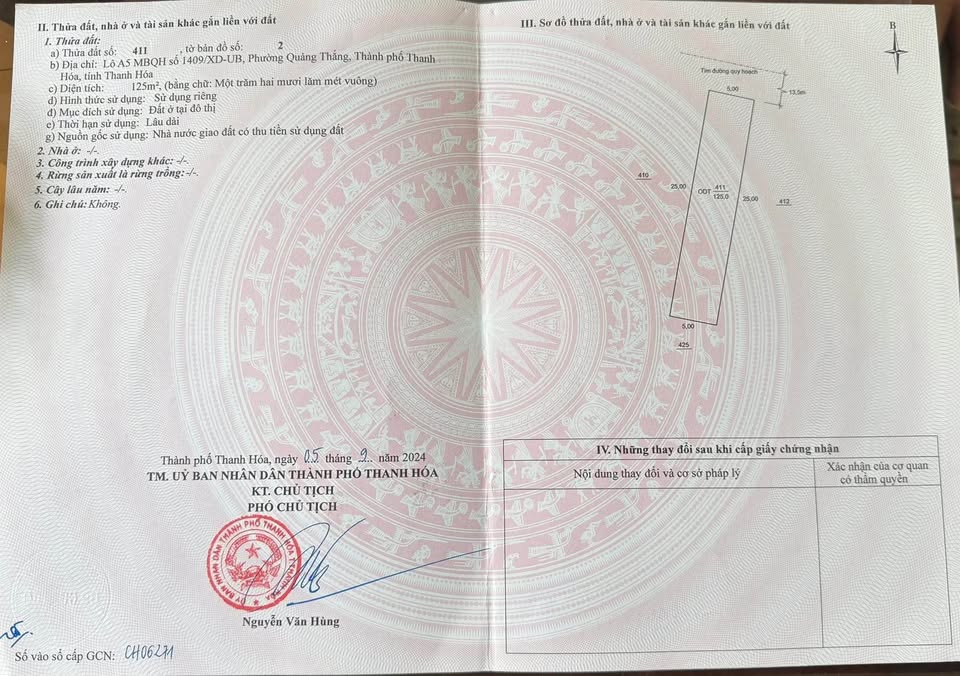 II. Thửa đất, nhà ở và tài sản khác gắn liền với đất
1. Thửa đất:
a) Thửa đất số: 411 , tờ bản đồ số: 2
b) Địa chỉ: Lô A5 MBQH số 1409/XD-UB, Phường Quảng Thắng, Thành phố Thanh
Hóa, tỉnh Thanh Hóa
c) Diện tích: 125m², (bằng chữ: Một trăm hai mươi lăm mét vuông)
d) Hình thức sử dụng: Sử dụng riêng
đ) Mục đích sử dụng: Đất ở tại đô thị
e) Thời hạn sử dụng: Lâu dài
g) Nguồn gốc sử dụng: Nhà nước giao đất có thu tiền sử dụng đất
2. Nhà ở: -/-.
3. Công trình xây dựng khác: -/-.
4. Rừng sản xuất là rừng trồng: -/-.
5. Cây lâu năm: -/-.
6. Ghi chú: Không.
Thành phố Thanh Hóa, ngày 05 tháng 9.. năm 2024
TM. UỶ BAN NHÂN DÂN THÀNH PHỐ THANH HÓA
KT. CHỦ TỊCH
PHÓ CHỦ TỊCH
ỦY BAN NHÂN DÂN THÀNH PHỐ THANH HÓA T.THANH HÓA
Nguyễn Văn Hùng
Số vào sổ cấp GCN: CH06271
III. Sơ đồ thửa đất, nhà ở và tài sản khác gắn liền với đất
B
Tim đường quy hoạch
5,00
13,5m
410
25,00
ODT 411
125,0
25,00
412
5,00
425
IV. Những thay đổi sau khi cấp giấy chứng nhận
Nội dung thay đổi và cơ sở pháp lý
Xác nhận của cơ quan
có thẩm quyền